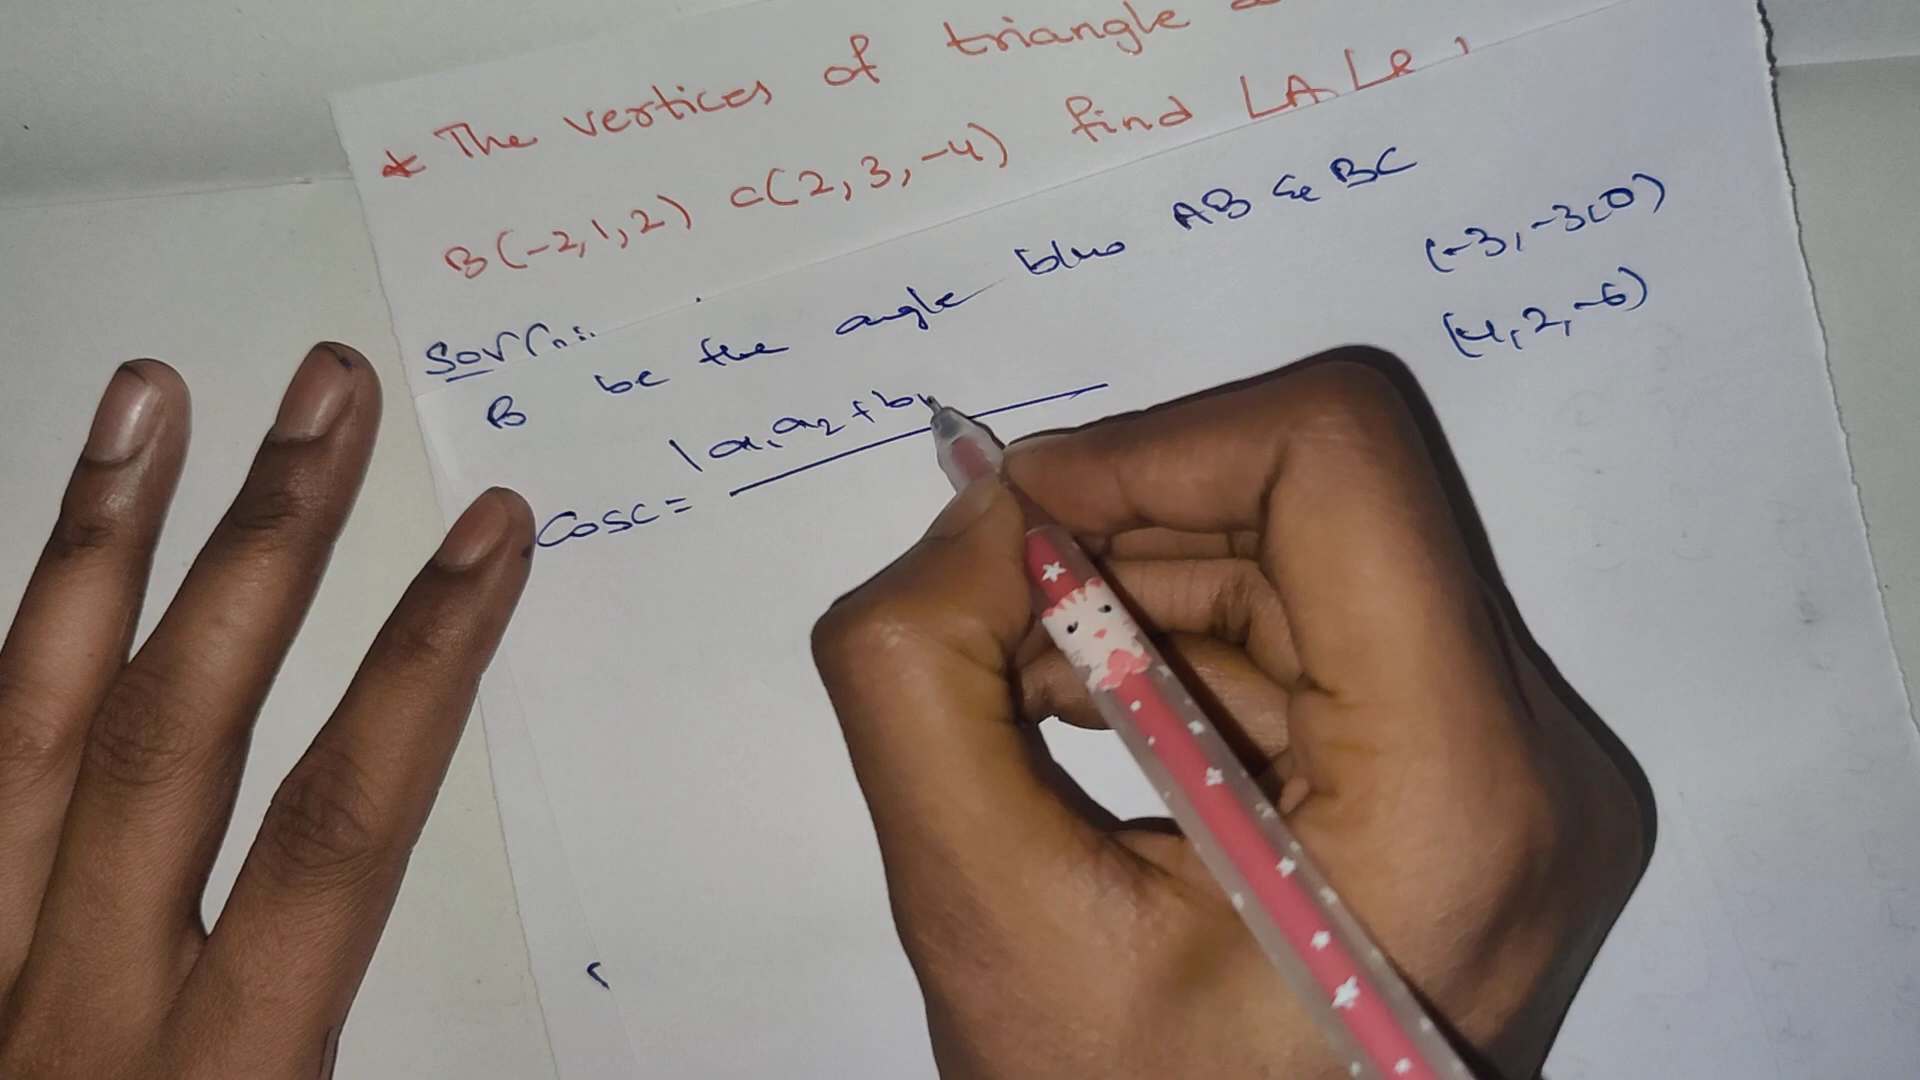 * The vertices of triangle
B(-2,1,2) C(2,3,-4) find ∟A ∟B,
B be the angle b/w AB & BC
(-3,-3,0)
(4,2,-6)
Cosc = |a1a2+b1